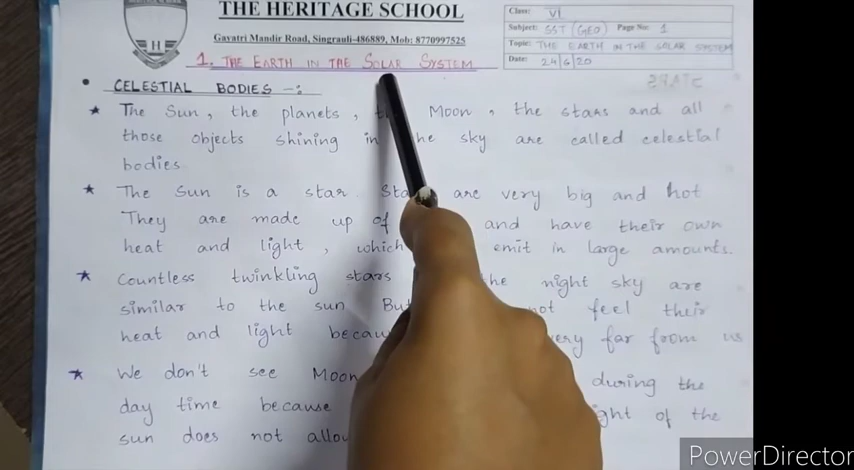 THE HERITAGE SCHOOL
Gayatri Mandir Road, Singrauli-486889, Mob: 8770997525
Class: VI
Subject: SST (GEO) Page No: 1
Topic: THE EARTH IN THE SOLAR SYSTEM
Date: 24/6/20
1. THE EARTH IN THE SOLAR SYSTEM
• CELESTIAL BODIES -:
★ The Sun, the planets, Moon, the stars and all
those objects shining in the sky are called celestial
bodies
★ The Sun is a star. are very big and hot
They are made up of and have their own
heat and light, which emit in large amounts.
★ Countless twinkling stars the night sky are
similar to the sun not feel their
heat and light far from us
★ We don't see Moon during the
day time because of the
sun does not
PowerDirector